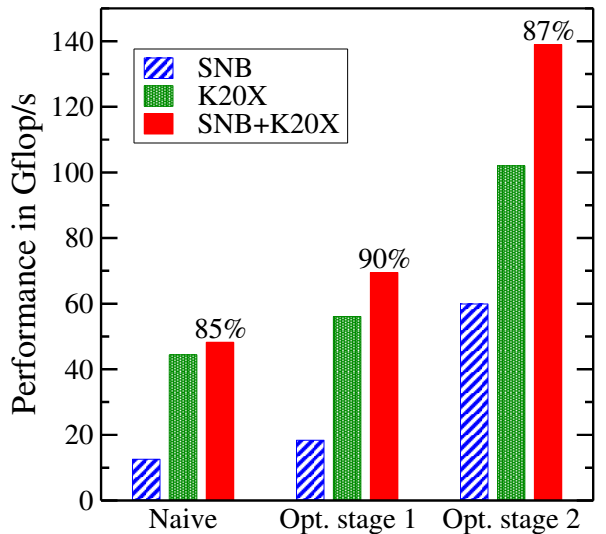 Performance in Gflop/s
140
120
100
80
60
40
20
0
SNB
K20X
SNB+K20X
85%
90%
87%
Naive
Opt. stage 1
Opt. stage 2